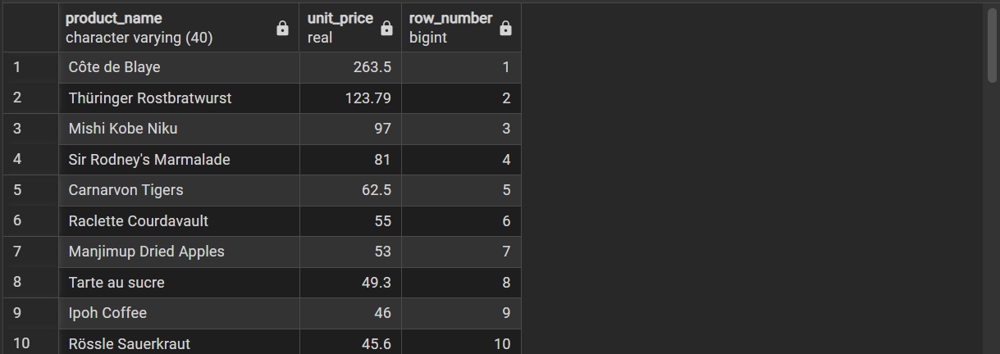 product_name unit_price row_number
character varying (40) real bigint
1 Côte de Blaye 263.5 1
2 Thüringer Rostbratwurst 123.79 2
3 Mishi Kobe Niku 97 3
4 Sir Rodney's Marmalade 81 4
5 Carnarvon Tigers 62.5 5
6 Raclette Courdavault 55 6
7 Manjimup Dried Apples 53 7
8 Tarte au sucre 49.3 8
9 Ipoh Coffee 46 9
10 Rössle Sauerkraut 45.6 10